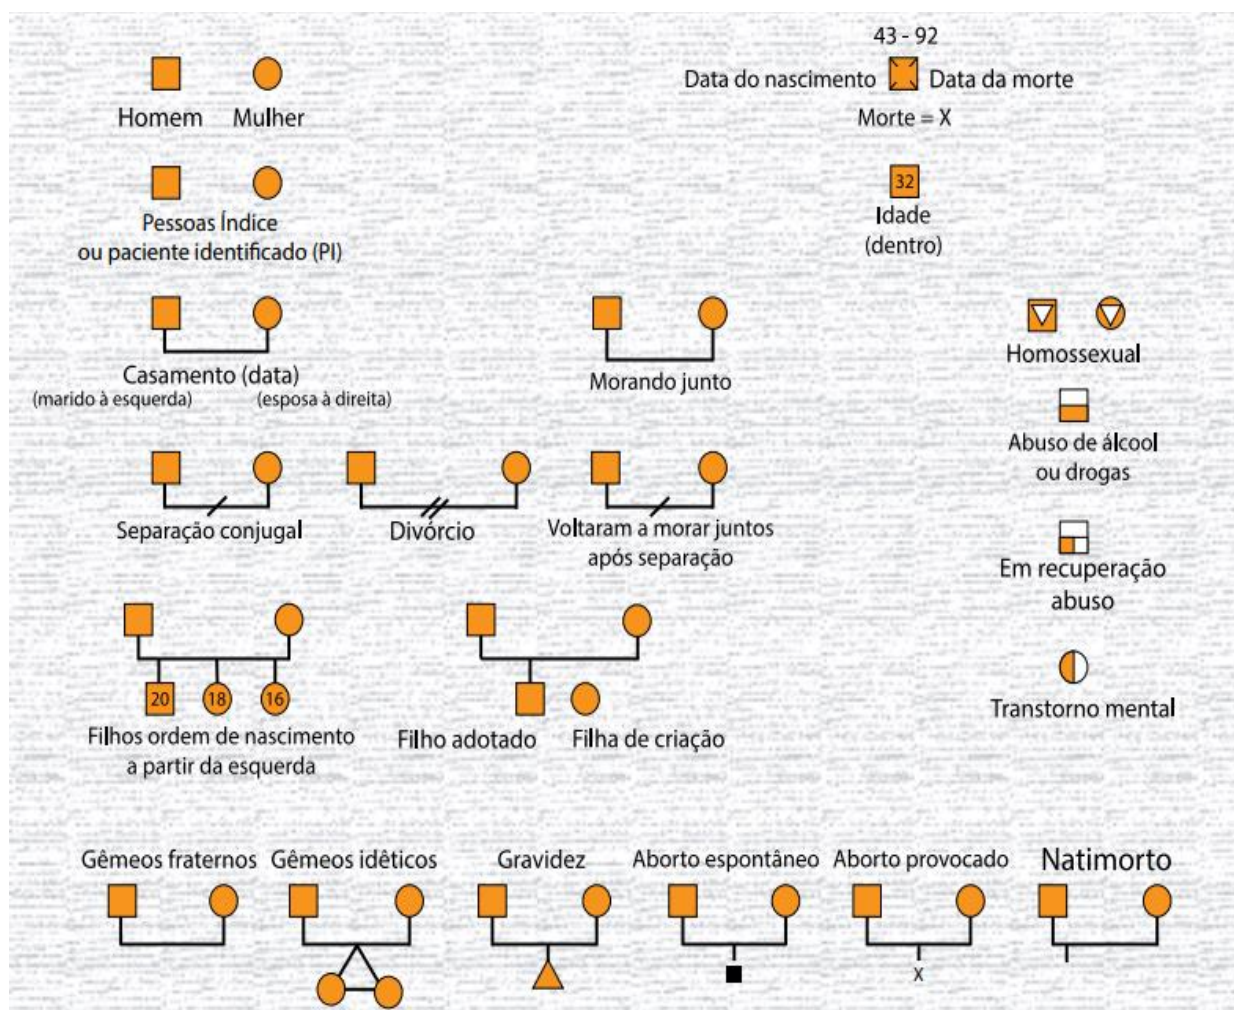 43 - 92
Data do nascimento Data da morte
Homem Mulher
Morte = X
32
Pessoas Índice
ou paciente identificado (PI)
Idade
(dentro)
Casamento (data)
(marido à esquerda) (esposa à direita)
Morando junto
Homossexual
Abuso de álcool
ou drogas
Separação conjugal
Divórcio
Voltaram a morar juntos
após separação
Em recuperação
abuso
20 18 16
Filhos ordem de nascimento
a partir da esquerda
Filho adotado Filha de criação
Transtorno mental
Gêmeos fraternos Gêmeos idêticos Gravidez Aborto espontâneo Aborto provocado Natimorto
X